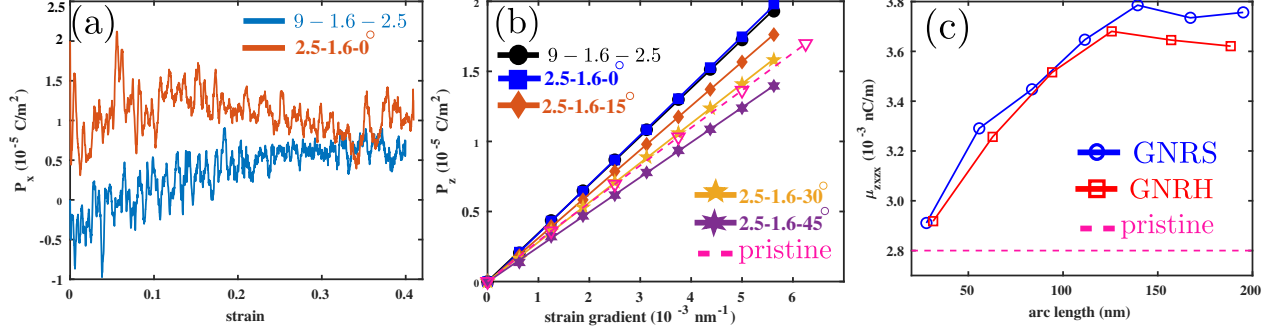 (a)
9 − 1.6 − 2.5
2.5-1.6-0°
2.5
2
1.5
1
0.5
0
-0.5
-1
P_x (10^-5 C/m^2)
0 0.1 0.2 0.3 0.4
strain
(b)
9 − 1.6 − 2.5
2.5-1.6-0°
2.5-1.6-15°
2.5-1.6-30°
2.5-1.6-45°
pristine
2
1.5
1
0.5
0
P_z (10^-5 C/m^2)
0 1 2 3 4 5 6
strain gradient (10^-3 nm^-1)
(c)
GNRS
GNRH
pristine
3.8
3.6
3.4
3.2
3.0
2.8
μ_zxzx (10^-3 nC/m)
50 100 150 200
arc length (nm)